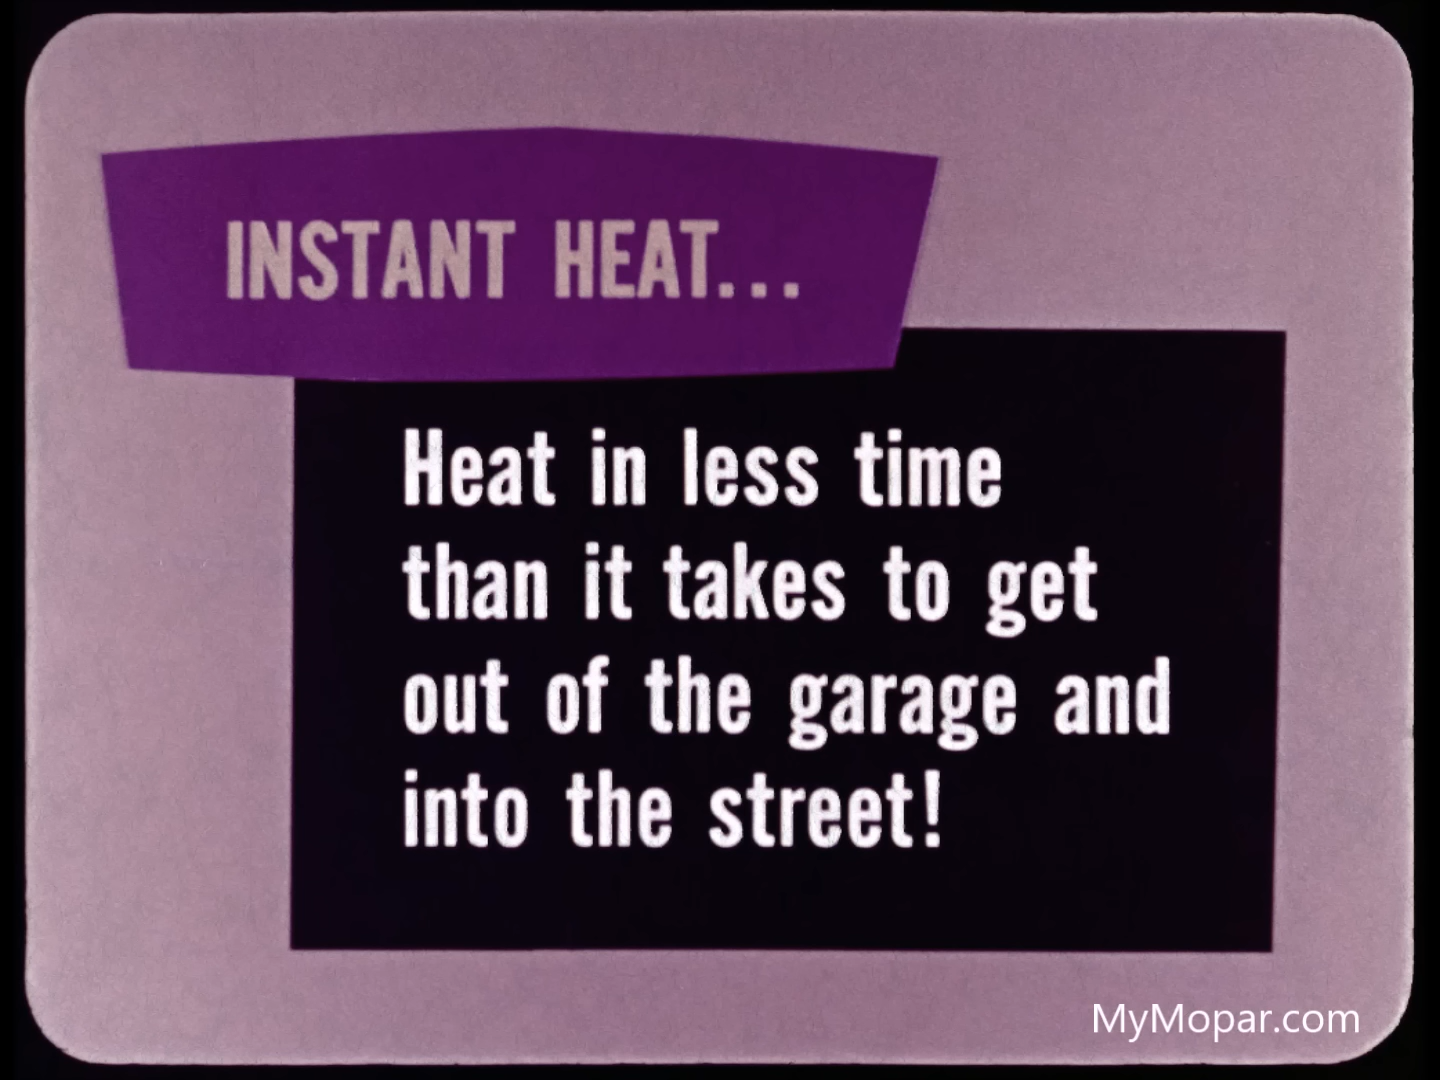 INSTANT HEAT...
Heat in less time
than it takes to get
out of the garage and
into the street!
MyMopar.com